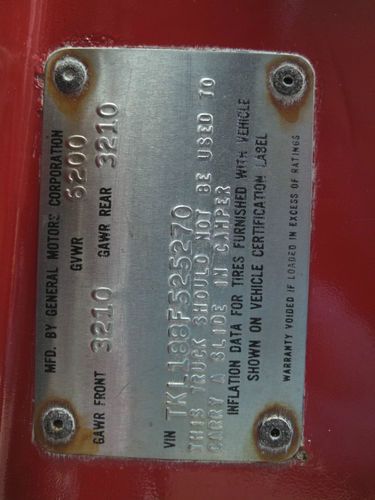 MFD. BY GENERAL MOTORS CORPORATION
GVWR 6200
GAWR FRONT 3210 GAWR REAR 3210
VIN TKL188F525270
THIS TRUCK SHOULD NOT BE USED TO
CARRY A SLIDE IN CAMPER
INFLATION DATA FOR TIRES FURNISHED WITH VEHICLE
SHOWN ON VEHICLE CERTIFICATION LABEL
WARRANTY VOIDED IF LOADED IN EXCESS OF RATINGS